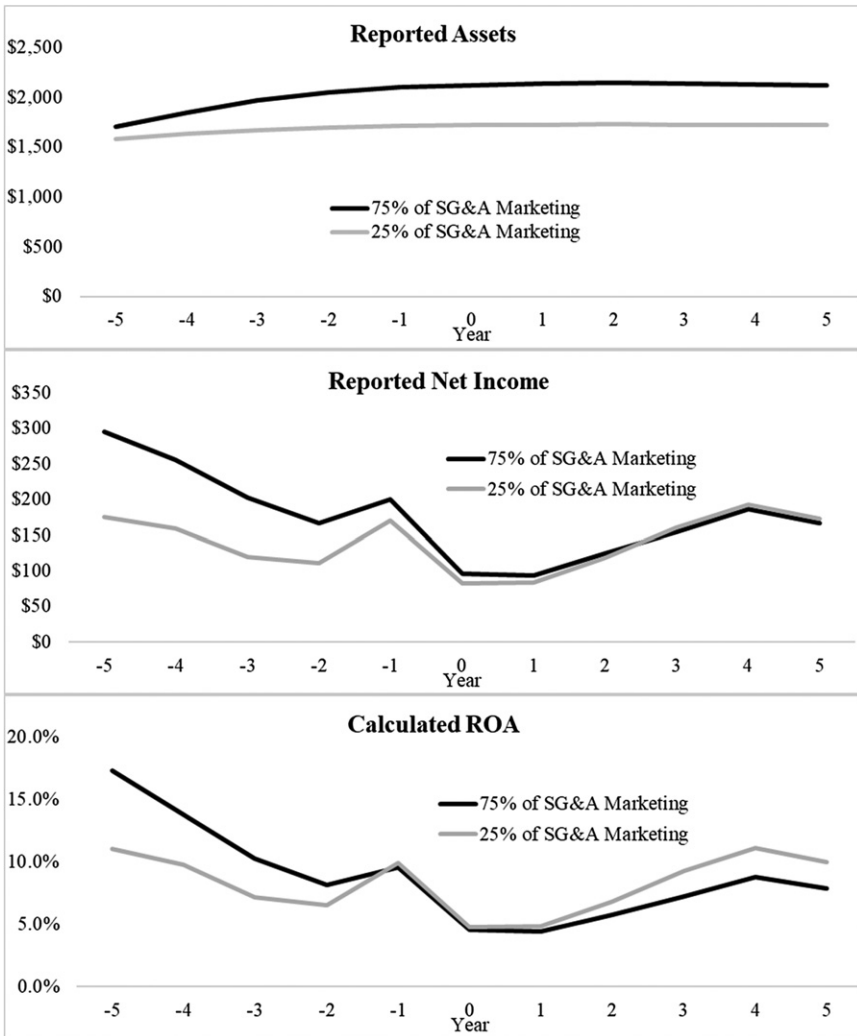 Reported Assets
$2,500
$2,000
$1,500
$1,000
$500
$0
75% of SG&A Marketing
25% of SG&A Marketing
-5 -4 -3 -2 -1 0 1 2 3 4 5
Year
Reported Net Income
$350
$300
$250
$200
$150
$100
$50
$0
75% of SG&A Marketing
25% of SG&A Marketing
-5 -4 -3 -2 -1 0 1 2 3 4 5
Year
Calculated ROA
20.0%
15.0%
10.0%
5.0%
0.0%
75% of SG&A Marketing
25% of SG&A Marketing
-5 -4 -3 -2 -1 0 1 2 3 4 5
Year